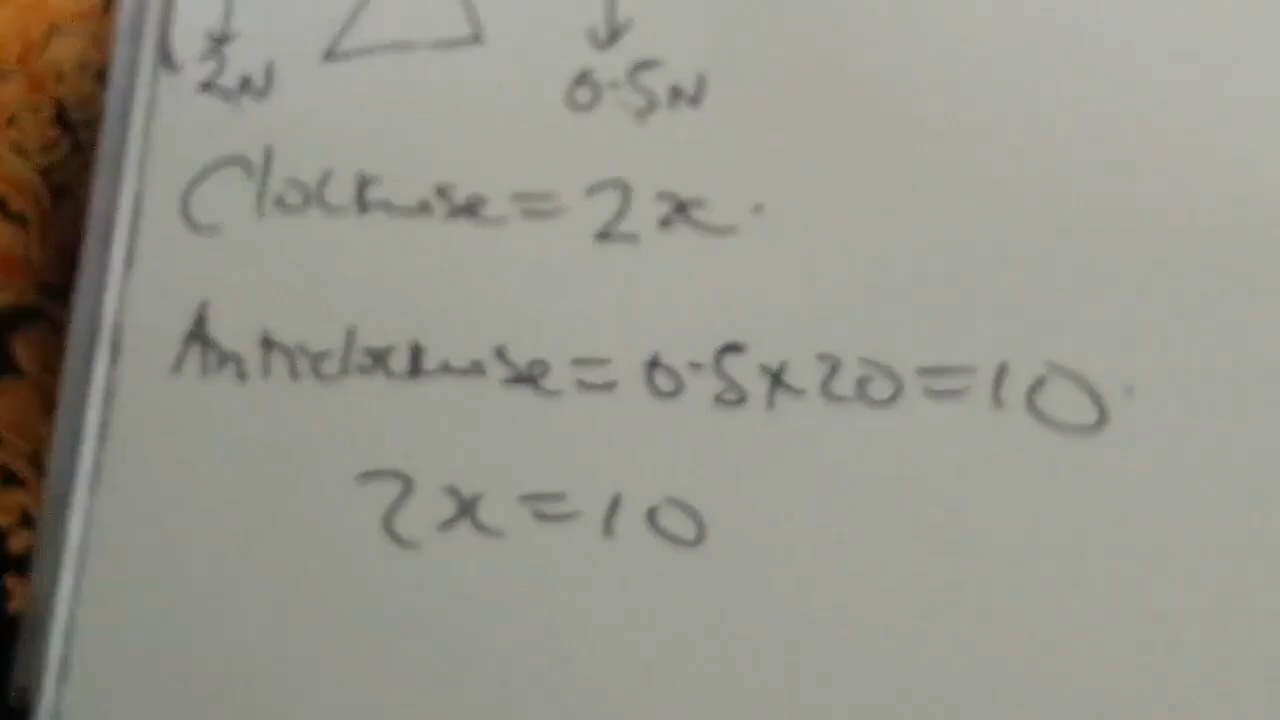 2N 0.5N
Clockwise = 2x.
Anticlockwise = 0.5 x 20 = 10.
2x = 10